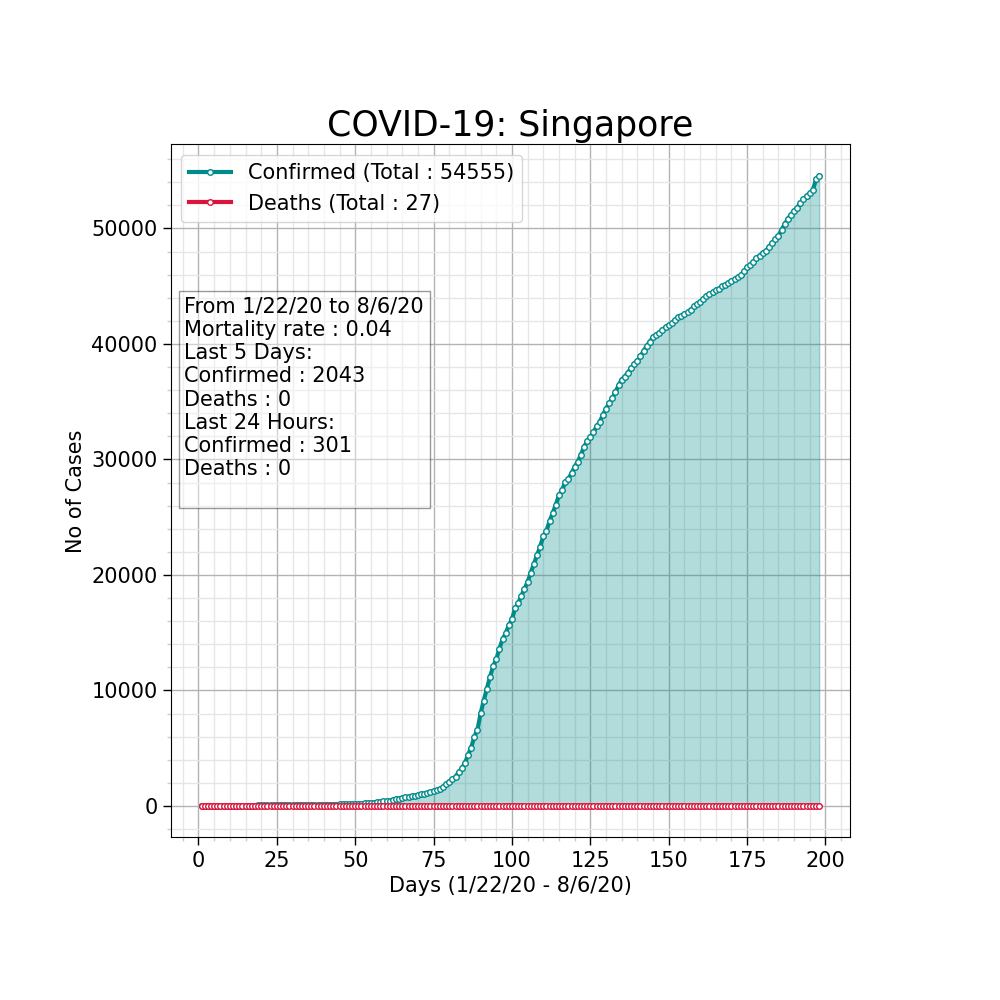 COVID-19: Singapore
Confirmed (Total : 54555)
Deaths (Total : 27)
From 1/22/20 to 8/6/20
Mortality rate : 0.04
Last 5 Days:
Confirmed : 2043
Deaths : 0
Last 24 Hours:
Confirmed : 301
Deaths : 0
No of Cases
50000
40000
30000
20000
10000
0
0 25 50 75 100 125 150 175 200
Days (1/22/20 - 8/6/20)